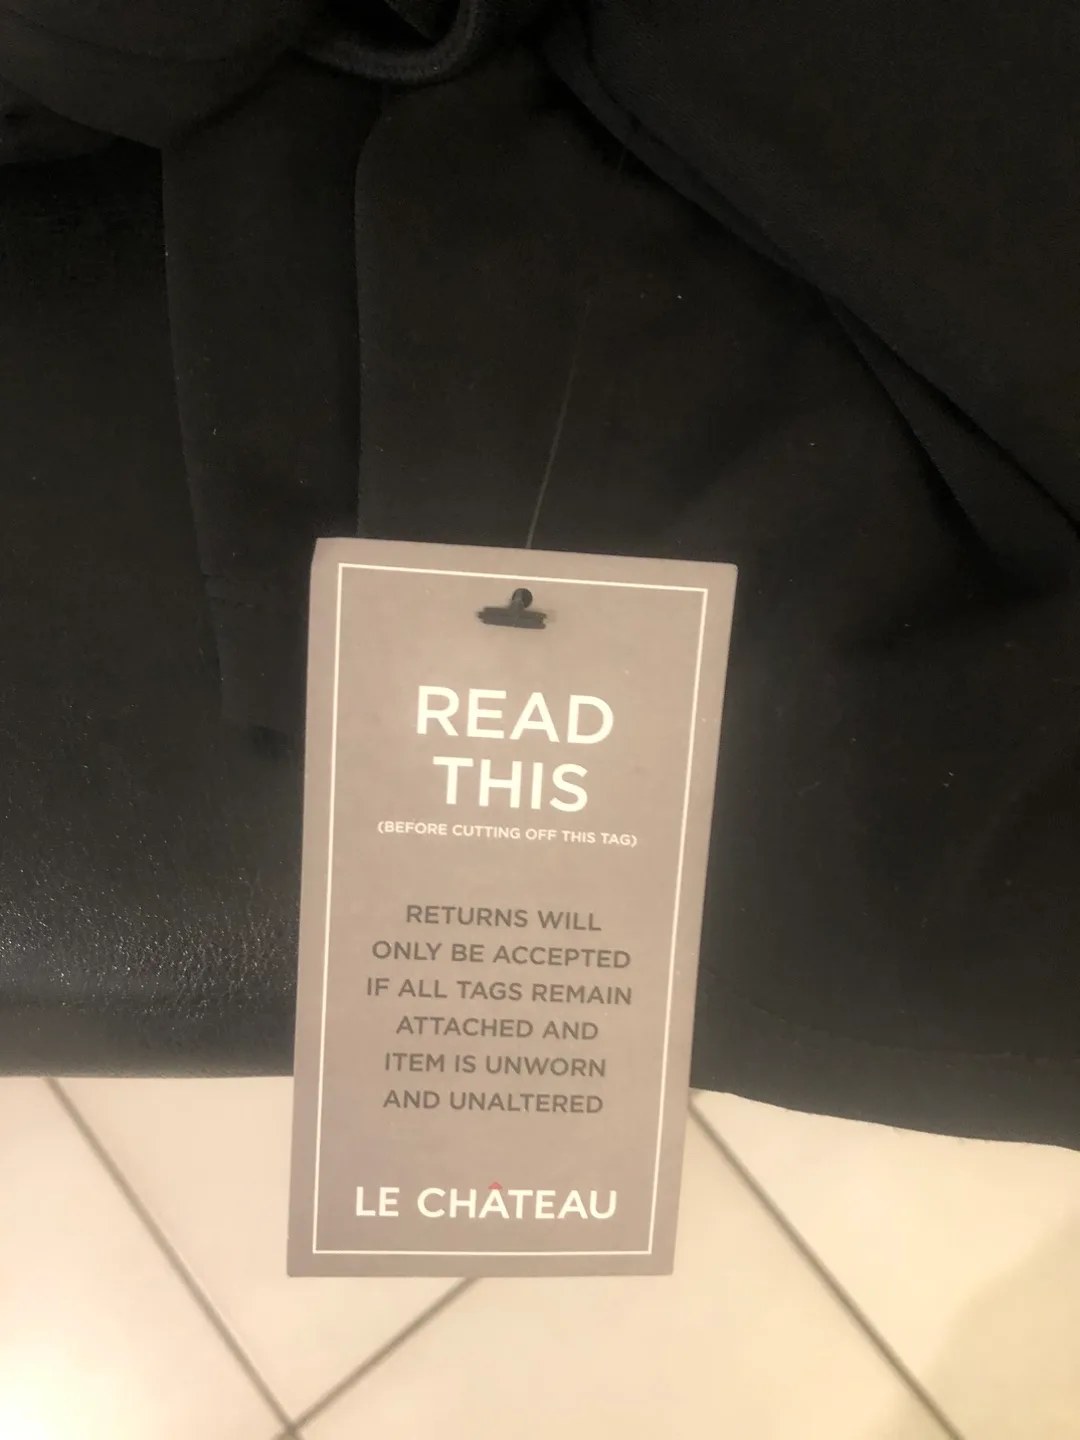 READ
THIS
(BEFORE CUTTING OFF THIS TAG)
RETURNS WILL
ONLY BE ACCEPTED
IF ALL TAGS REMAIN
ATTACHED AND
ITEM IS UNWORN
AND UNALTERED
LE CHÂTEAU